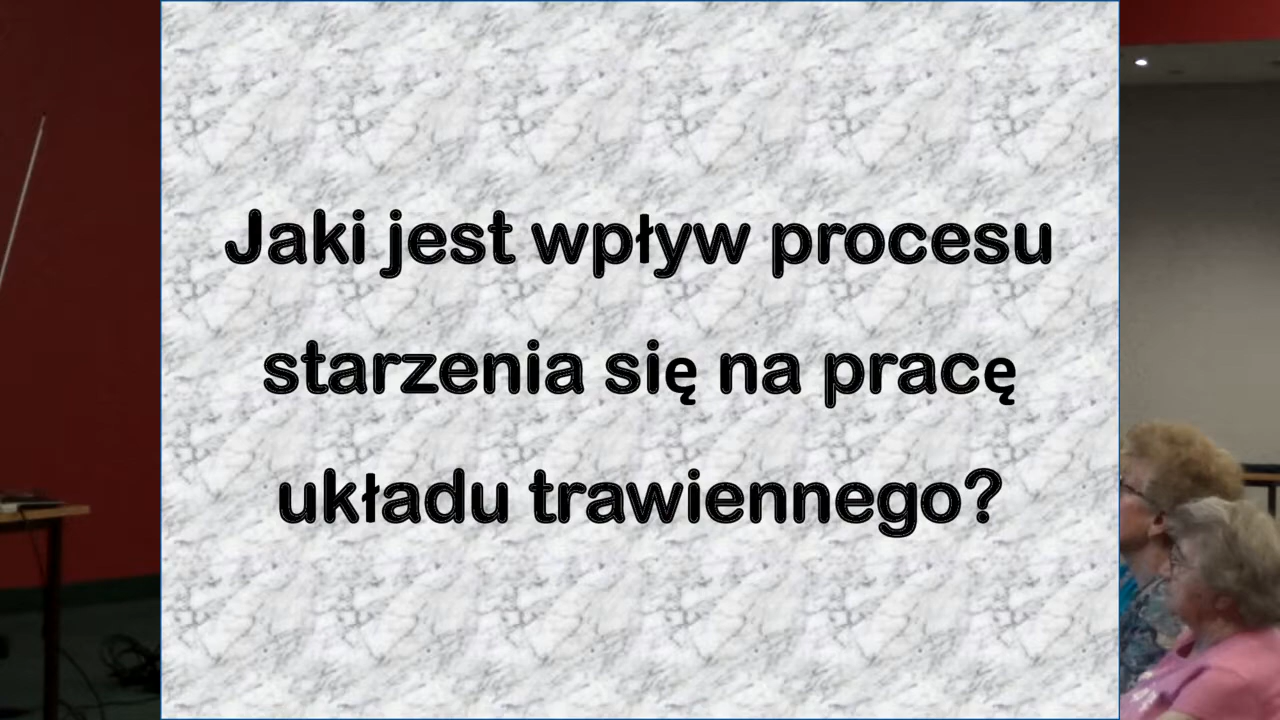 Jaki jest wpływ procesu
starzenia się na pracę
układu trawiennego?